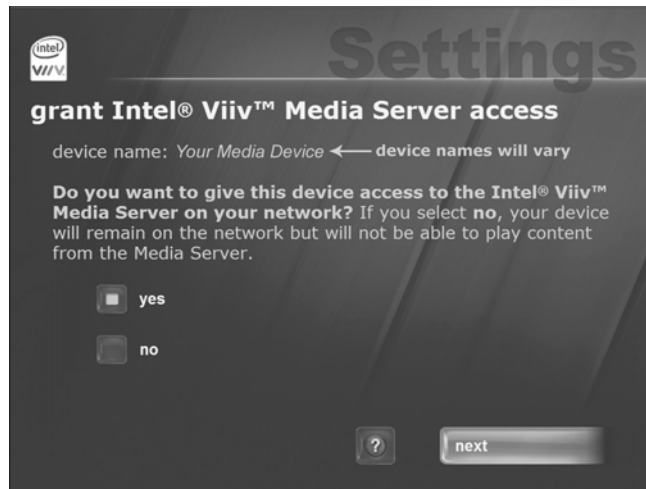 intel
VIIV
Settings
grant Intel® Viiv™ Media Server access
device name: Your Media Device
device names will vary
Do you want to give this device access to the Intel® Viiv™
Media Server on your network? If you select no, your device
will remain on the network but will not be able to play content
from the Media Server.
yes
no
?
next